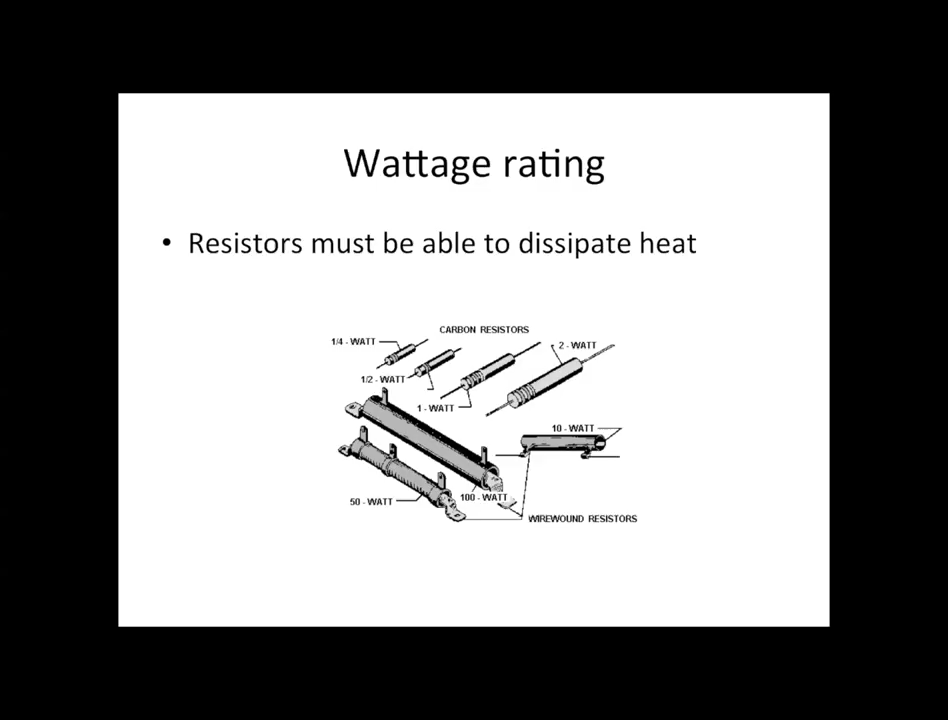 Wattage rating
• Resistors must be able to dissipate heat
CARBON RESISTORS
1/4 - WATT
2 - WATT
1/2 - WATT
1 - WATT
10 - WATT
50 - WATT
100 - WATT
WIREWOUND RESISTORS